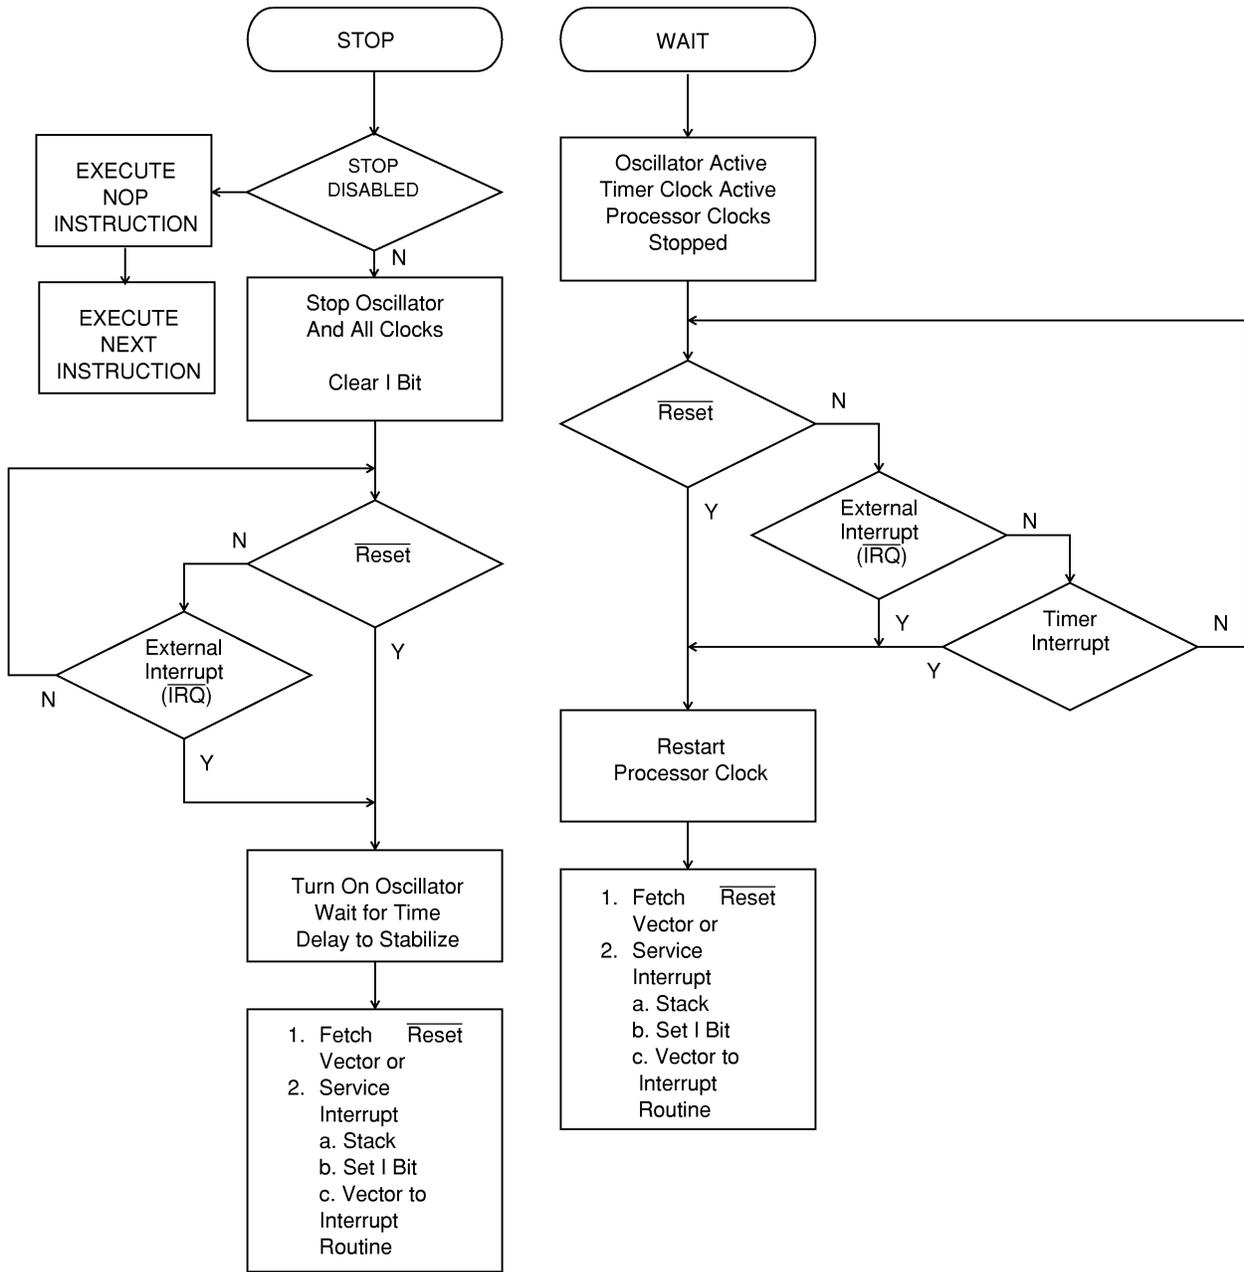 STOP
STOP
DISABLED
EXECUTE
NOP
INSTRUCTION
N
EXECUTE
NEXT
INSTRUCTION
Stop Oscillator
And All Clocks
Clear I Bit
Reset
N
Y
External
Interrupt
(IRQ)
N
Y
Turn On Oscillator
Wait for Time
Delay to Stabilize
1. Fetch Reset
Vector or
2. Service
Interrupt
a. Stack
b. Set I Bit
c. Vector to
Interrupt
Routine
WAIT
Oscillator Active
Timer Clock Active
Processor Clocks
Stopped
Reset
N
Y
External
Interrupt
(IRQ)
N
Y
Timer
Interrupt
N
Y
Restart
Processor Clock
1. Fetch Reset
Vector or
2. Service
Interrupt
a. Stack
b. Set I Bit
c. Vector to
Interrupt
Routine